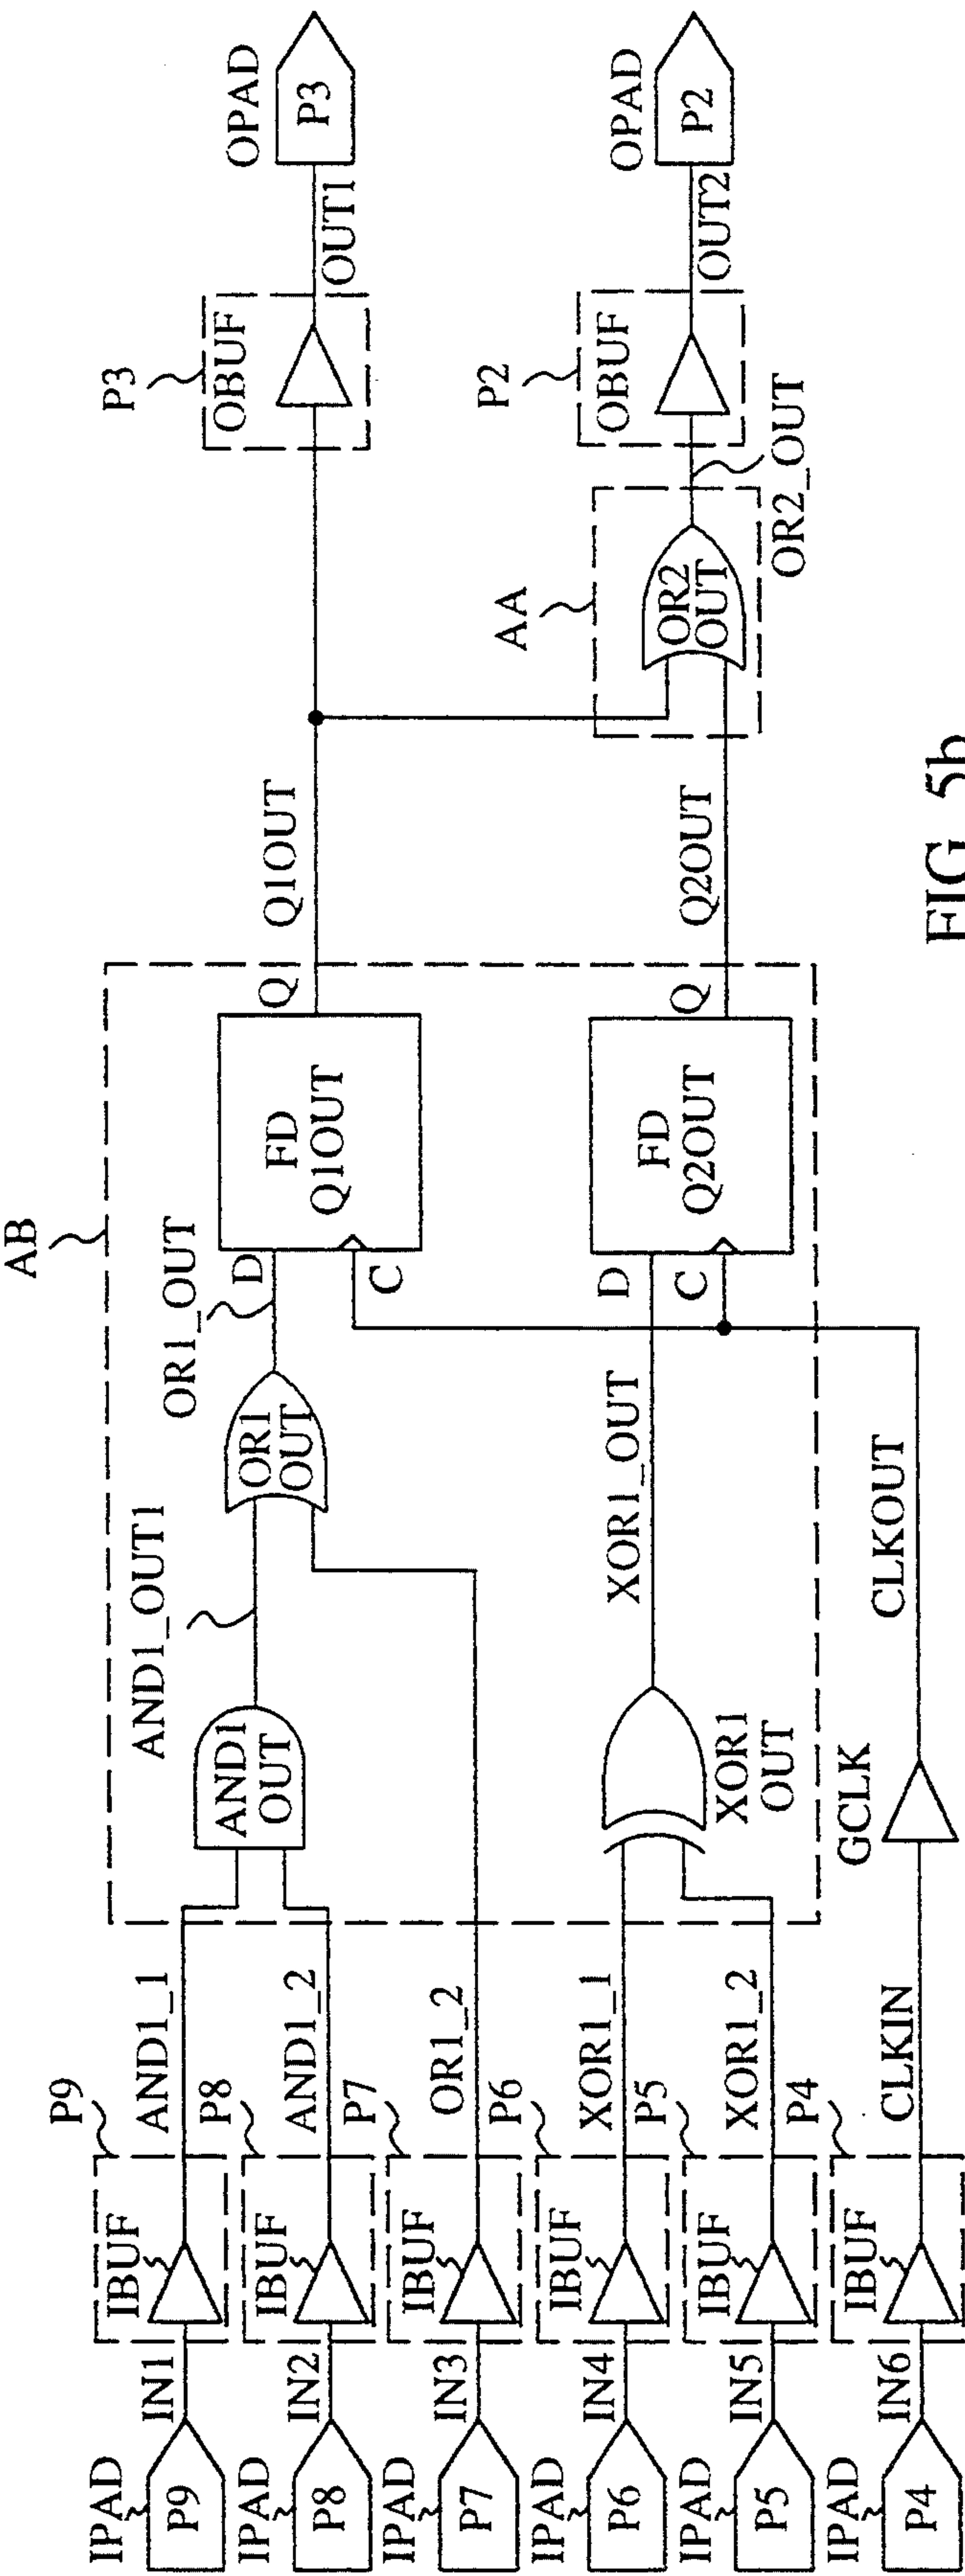 IPAD
P9
IN1
IBUF
P9
AND1_1
IPAD
P8
IN2
IBUF
P8
AND1_2
IPAD
P7
IN3
IBUF
P7
OR1_2
IPAD
P6
IN4
IBUF
P6
XOR1_1
IPAD
P5
IN5
IBUF
P5
XOR1_2
IPAD
P4
IN6
IBUF
P4
CLKIN
GCLK
CLKOUT
AB
AND1
OUT
AND1_OUT1
OR1
OUT
OR1_OUT
D
C
FD
Q1OUT
Q
Q1OUT
XOR1
OUT
XOR1_OUT
D
C
FD
Q2OUT
Q
Q2OUT
AA
OR2
OUT
OR2_OUT
P3
OBUF
OUT1
OPAD
P3
P2
OBUF
OUT2
OPAD
P2
FIG. 5b